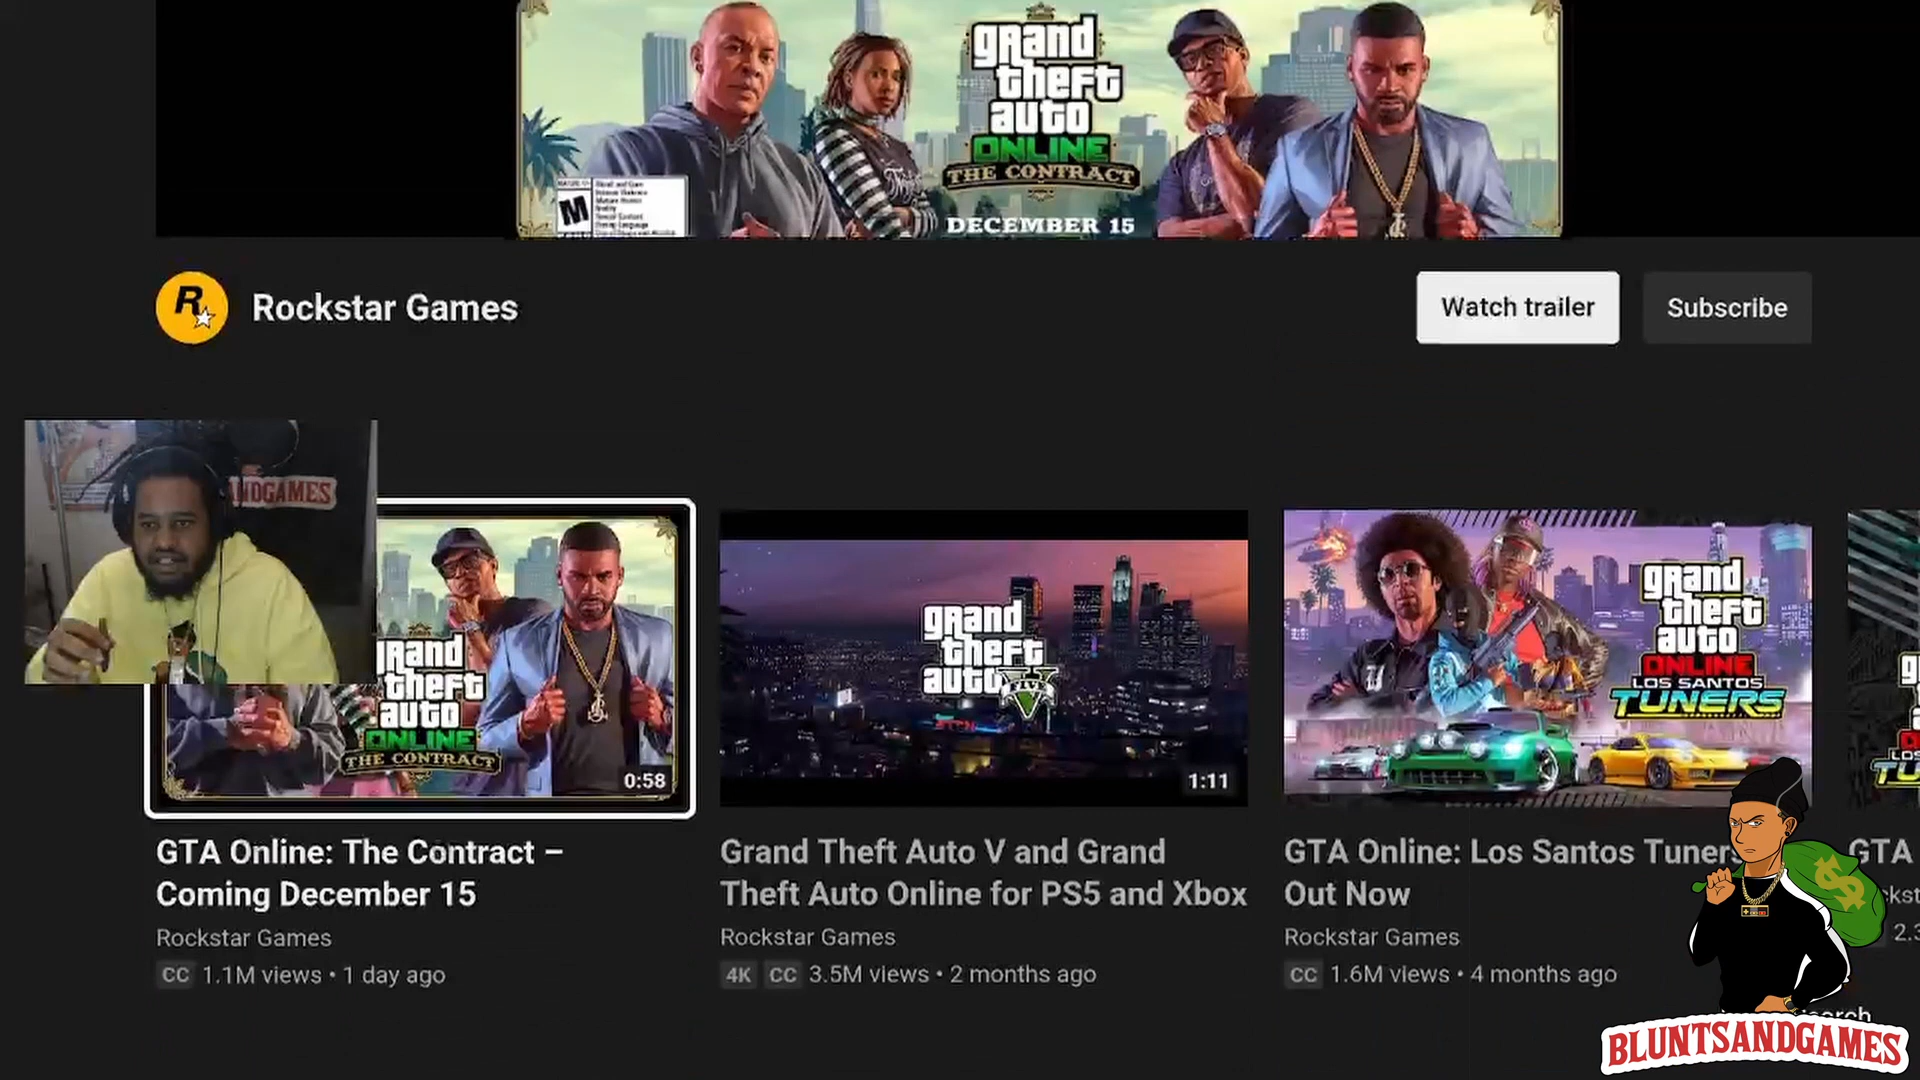 grand
theft
auto
ONLINE
THE CONTRACT
DECEMBER 15
M
R
Rockstar Games
Watch trailer
Subscribe
ANDGAMES
grand
theft
auto
ONLINE
THE CONTRACT
0:58
grand
theft
auto
V
1:11
grand
theft
auto
ONLINE
LOS SANTOS
TUNERS
GTA Online: The Contract –
Coming December 15
Rockstar Games
CC 1.1M views • 1 day ago
Grand Theft Auto V and Grand
Theft Auto Online for PS5 and Xbox
Rockstar Games
4K CC 3.5M views • 2 months ago
GTA Online: Los Santos Tuners
Out Now
Rockstar Games
CC 1.6M views • 4 months ago
GTA
BLUNTSANDGAMES